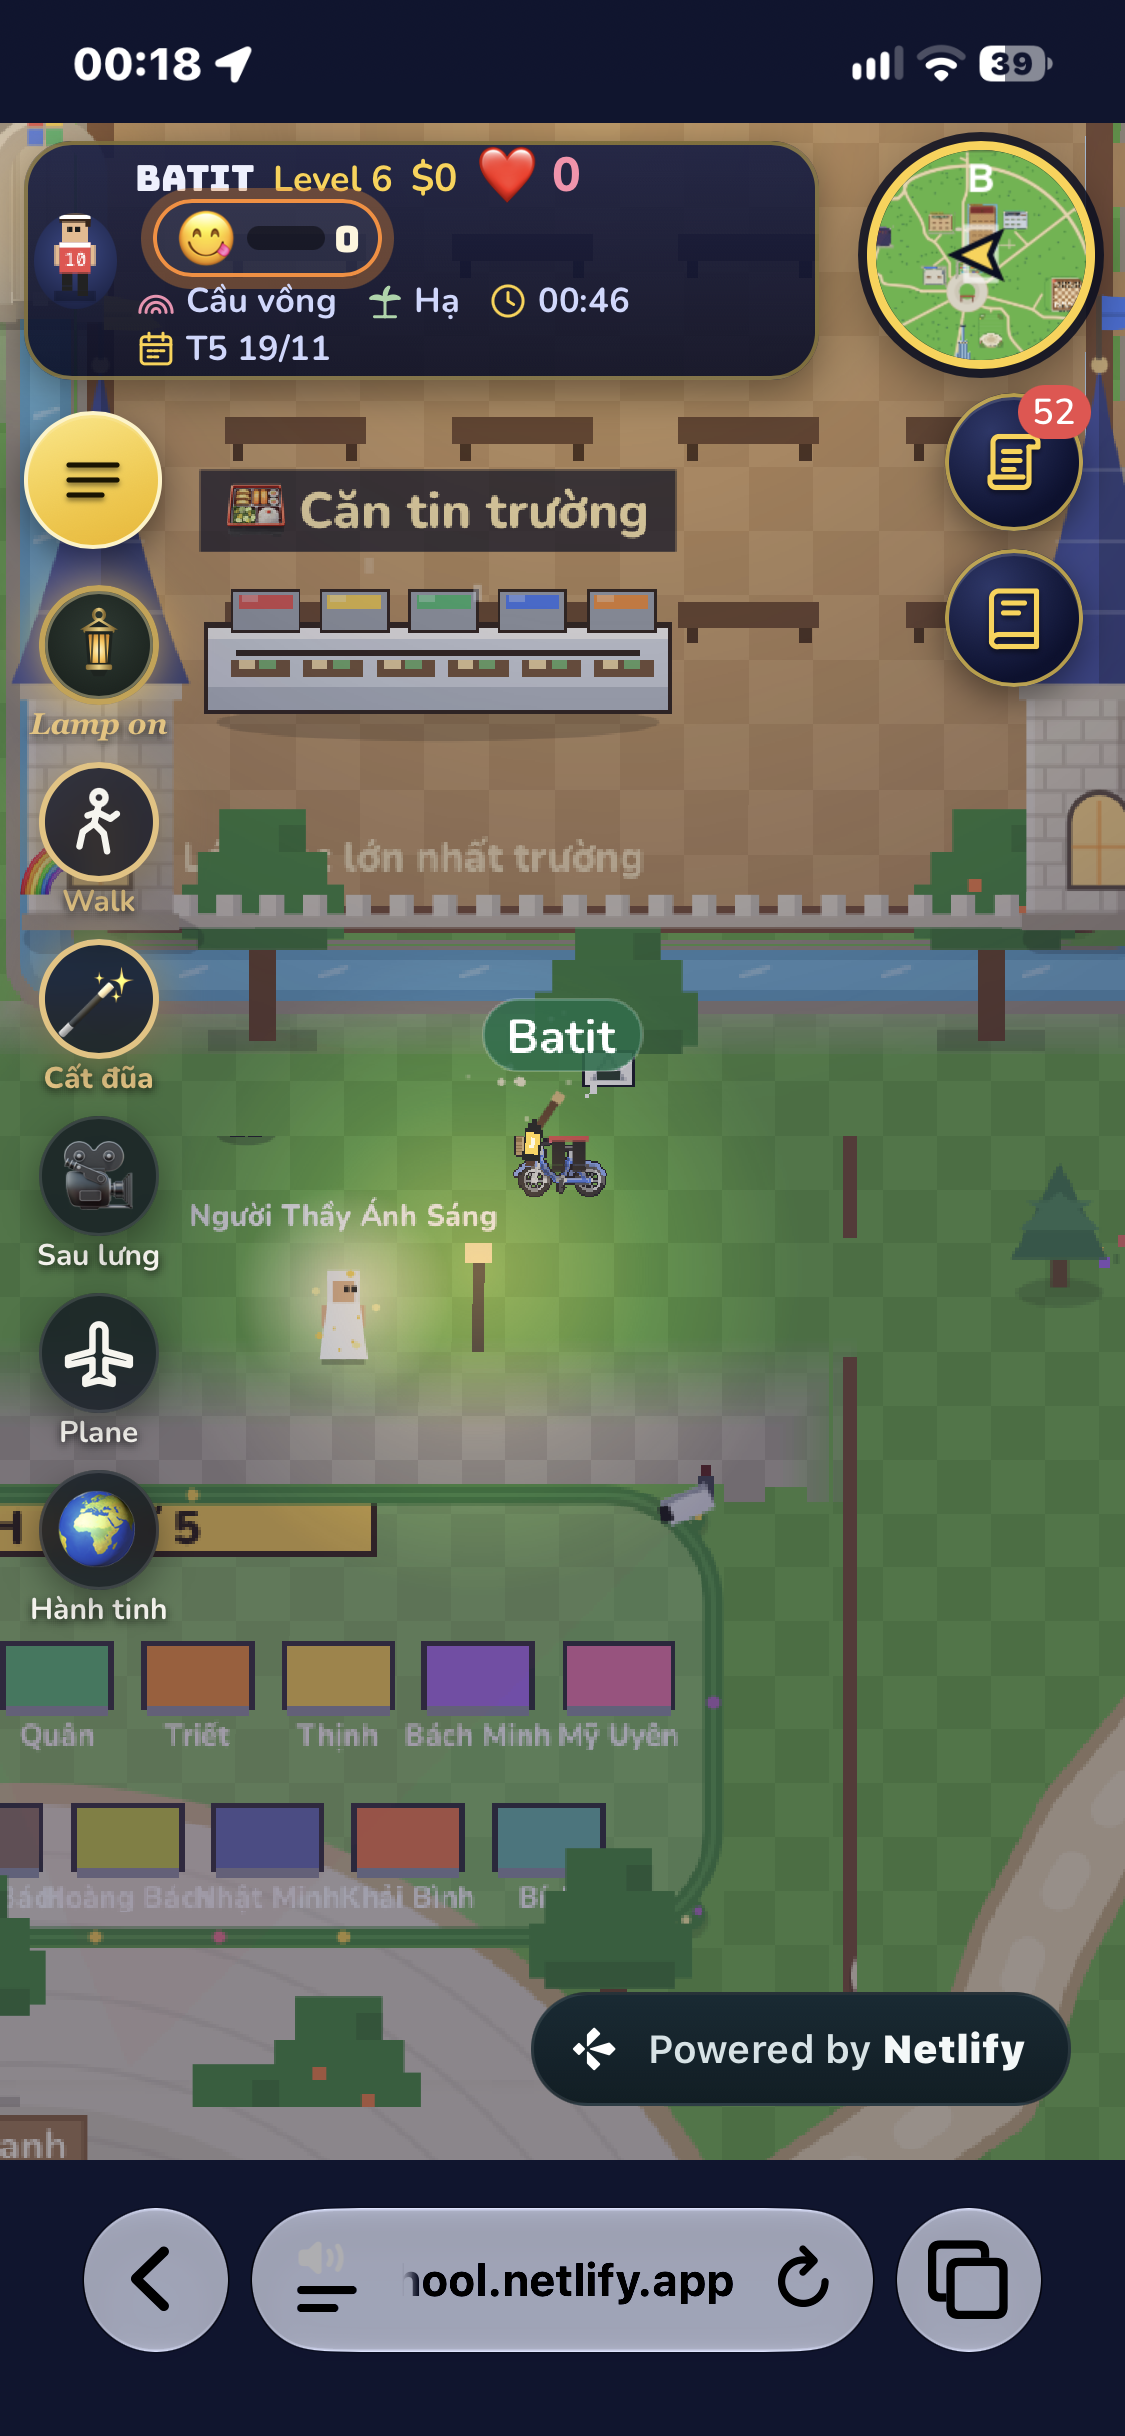 00:18
39
BATIT Level 6 $0 0
0
Cầu vồng Hạ 00:46
T5 19/11
B
52
10
Căn tin trường
Lamp on
Walk
lớn nhất trường
Cất đũa
Batit
Sau lưng
Người Thầy Ánh Sáng
Plane
H 5
Hành tinh
Quân Triết Thịnh Bách Minh Mỹ Uyên
Hoàng Bách Nhật Minh Khải Bình
Powered by Netlify
anh
hool.netlify.app